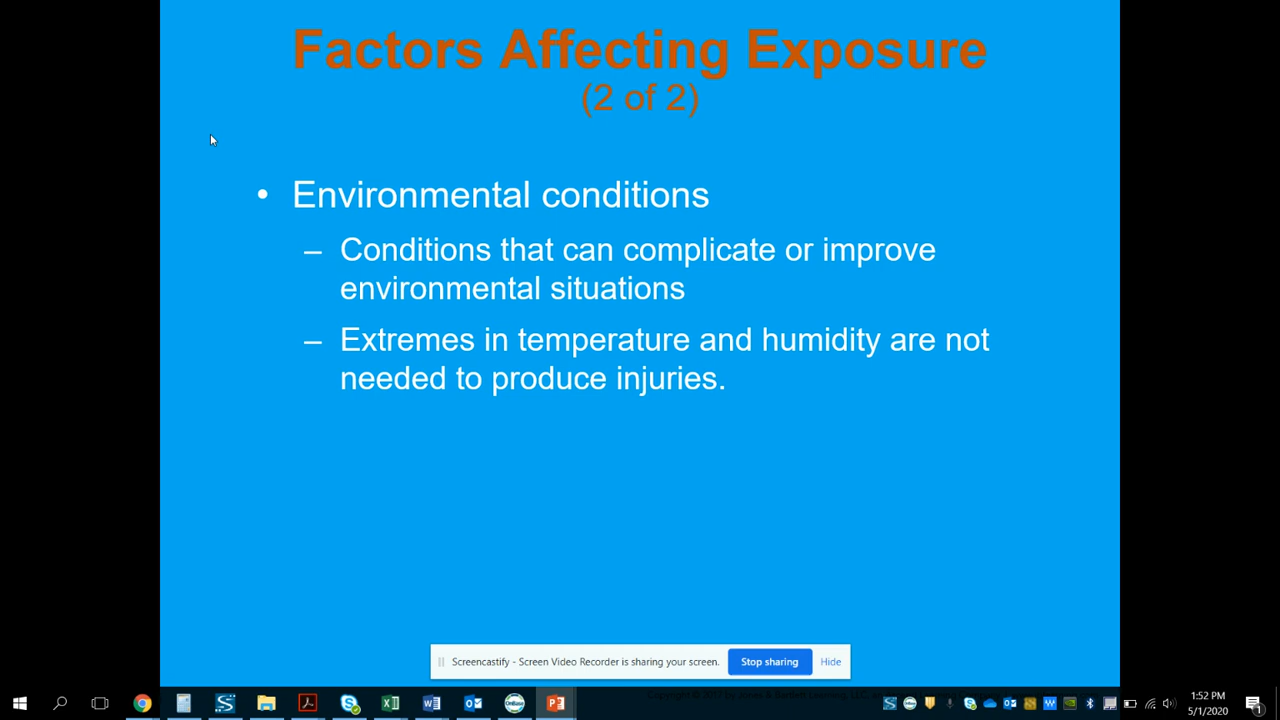 Factors Affecting Exposure
(2 of 2)
• Environmental conditions
– Conditions that can complicate or improve
environmental situations
– Extremes in temperature and humidity are not
needed to produce injuries.
Screencastify - Screen Video Recorder is sharing your screen.
Stop sharing
Hide
1:52 PM
5/1/2020